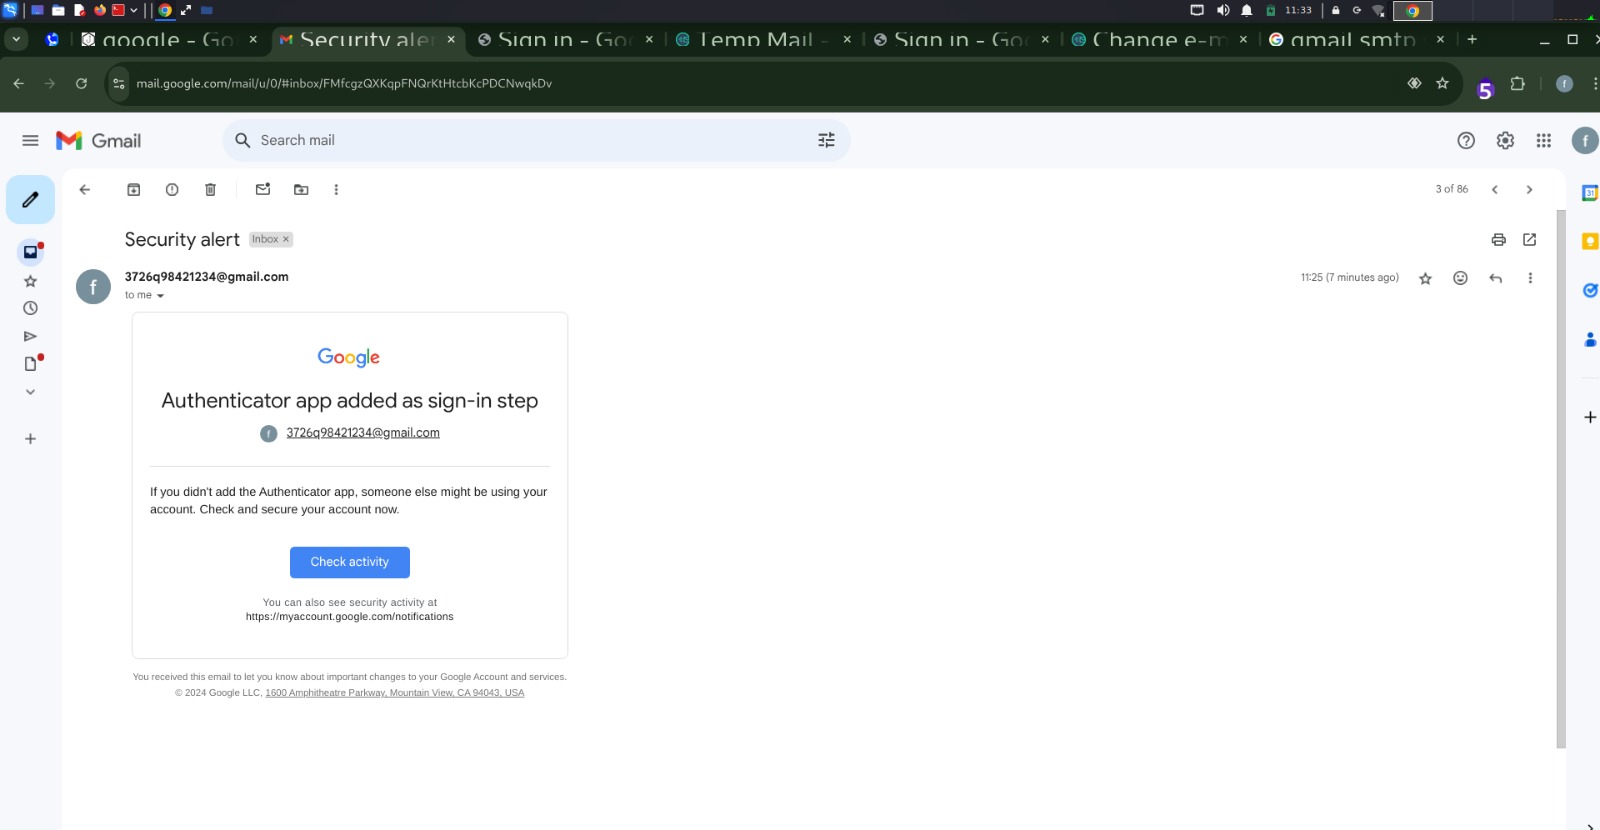 11:33
google - Go
Security aler
Sign in - Goo
Temp Mail -
Sign in - Goo
Change e-m
gmail smtp
mail.google.com/mail/u/0/#inbox/FMfcgzQXKqpFNQrKtHtcbKcPDCNwqkDv
5
f
Gmail
Search mail
f
3 of 86
Security alert Inbox ×
31
f
3726q98421234@gmail.com
11:25 (7 minutes ago)
to me
Google
Authenticator app added as sign-in step
f 3726q98421234@gmail.com
If you didn't add the Authenticator app, someone else might be using your
account. Check and secure your account now.
Check activity
You can also see security activity at
https://myaccount.google.com/notifications
You received this email to let you know about important changes to your Google Account and services.
© 2024 Google LLC, 1600 Amphitheatre Parkway, Mountain View, CA 94043, USA